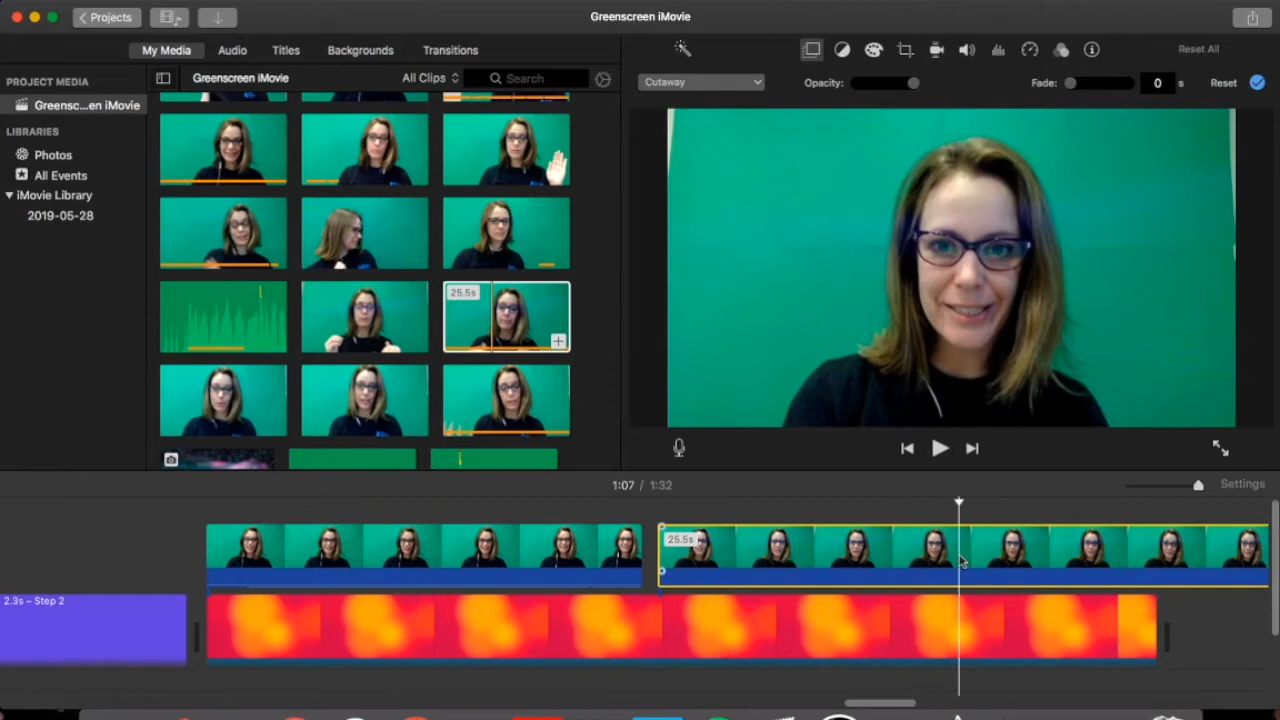 Projects
Greenscreen iMovie
My Media Audio Titles Backgrounds Transitions
Reset All
PROJECT MEDIA
Greenscreen iMovie
All Clips
Search
Cutaway
Opacity:
Fade:
0 s
Reset
Greensc...en iMovie
LIBRARIES
Photos
All Events
iMovie Library
2019-05-28
25.5s
1:07 / 1:32
Settings
25.5s
2.3s – Step 2